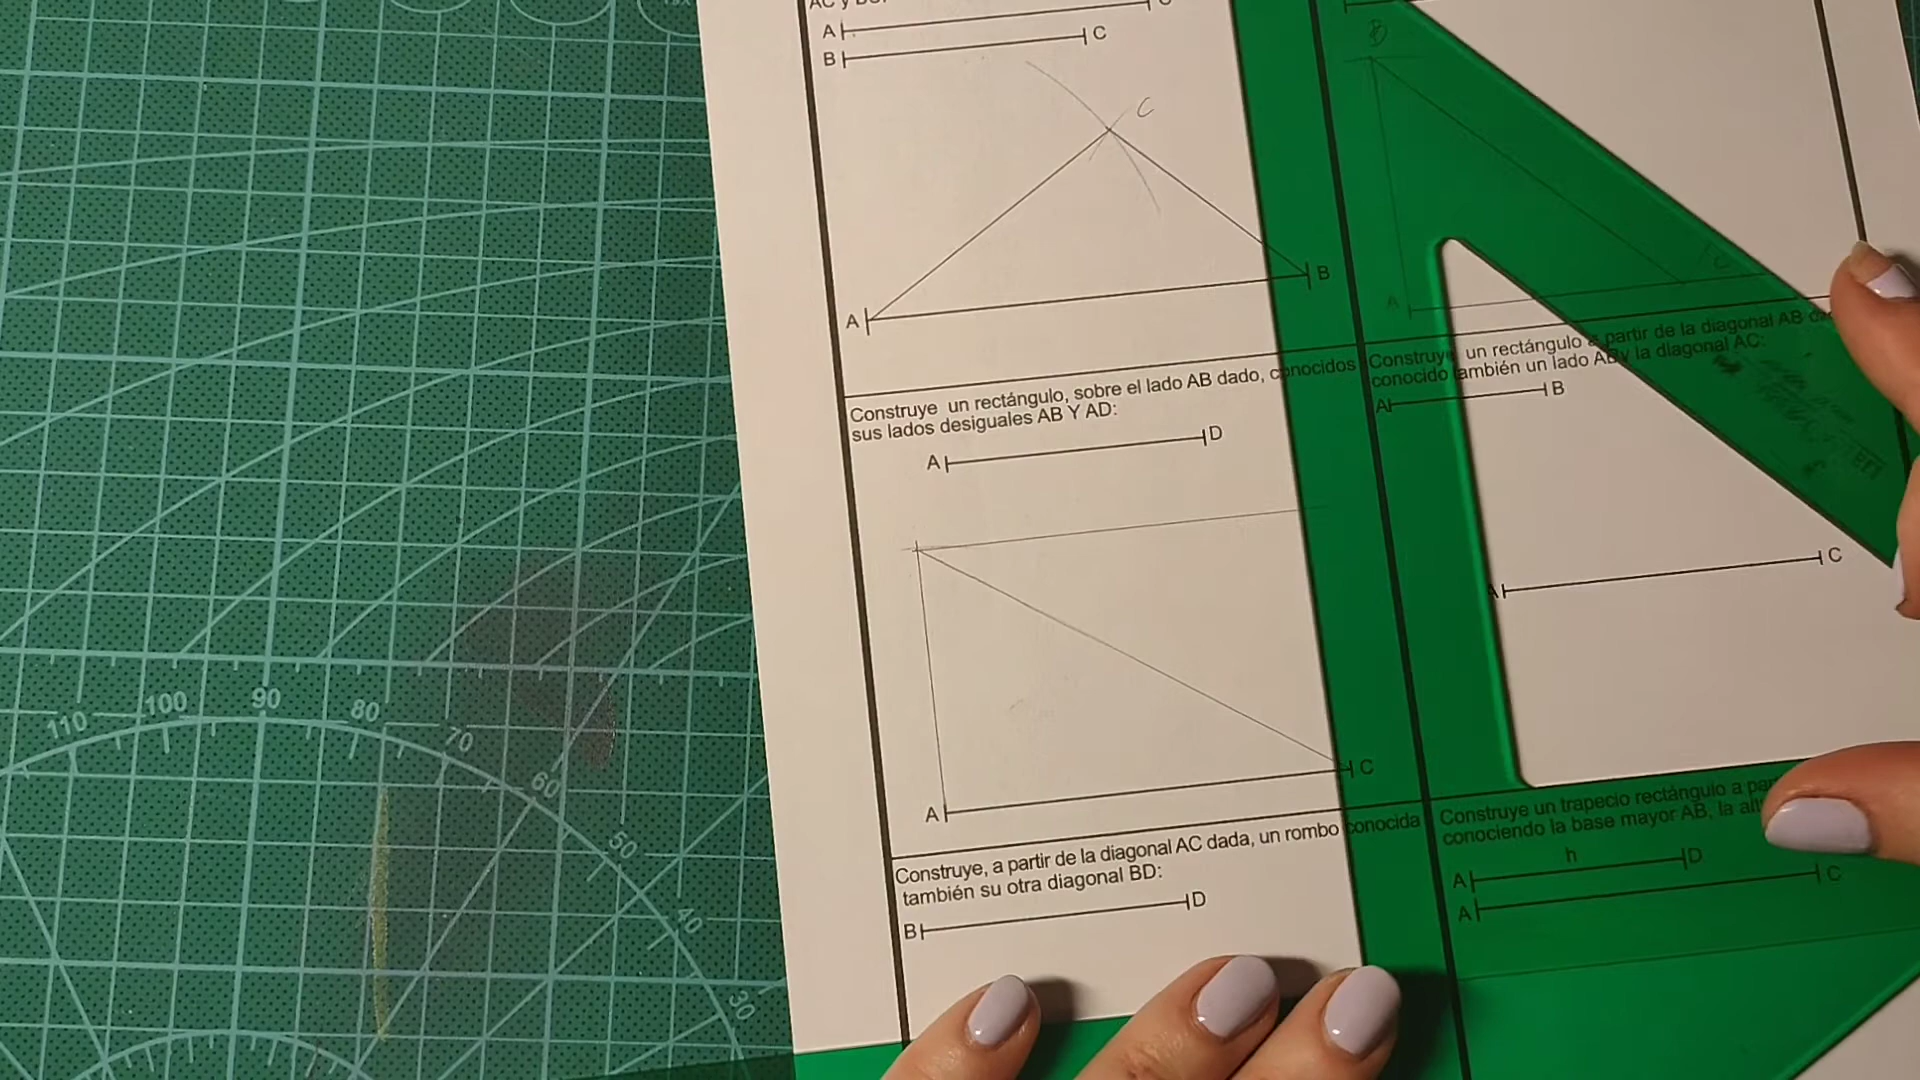 AC y BC:
C
A
B
C
C
A
B
Construye un rectángulo, sobre el lado AB dado, conocidos
sus lados desiguales AB Y AD:
A
D
A
C
Construye, a partir de la diagonal AC dada, un rombo conocida
también su otra diagonal BD:
B
D
B
A
Construye un rectángulo a partir de la diagonal AB
conocido también un lado AB y la diagonal AC:
A
B
A
C
Construye un trapecio rectángulo a
conociendo la base mayor AB, la
h
A
D
A
C
110
100
90
80
70
60
50
40
30